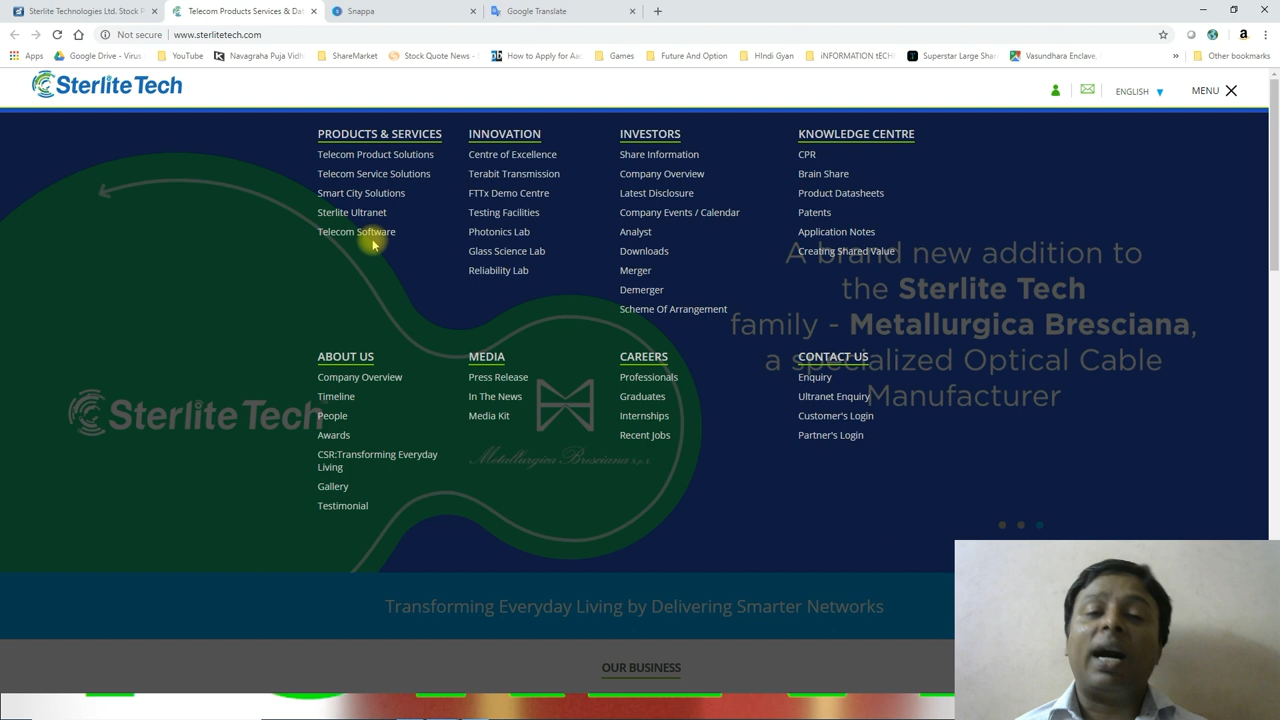 Sterlite Technologies Ltd. Stock P
Telecom Products Services & Dat
Snappa
Google Translate
Not secure
www.sterlitetech.com
Apps
Google Drive - Virus
YouTube
Navagraha Puja Vidh
ShareMarket
Stock Quote News -
How to Apply for Aad
Games
Future And Option
HIndi Gyan
iNFORMATION tECH
Superstar Large Shar
Vasundhara Enclave,
»
Other bookmarks
SterliteTech
ENGLISH
MENU
PRODUCTS & SERVICES
Telecom Product Solutions
Telecom Service Solutions
Smart City Solutions
Sterlite Ultranet
Telecom Software
INNOVATION
Centre of Excellence
Terabit Transmission
FTTx Demo Centre
Testing Facilities
Photonics Lab
Glass Science Lab
Reliability Lab
INVESTORS
Share Information
Company Overview
Latest Disclosure
Company Events / Calendar
Analyst
Downloads
Merger
Demerger
Scheme Of Arrangement
KNOWLEDGE CENTRE
CPR
Brain Share
Product Datasheets
Patents
Application Notes
Creating Shared Value
A brand new addition to
the Sterlite Tech
family - Metallurgica Bresciana,
a specialized Optical Cable
Manufacturer
ABOUT US
Company Overview
Timeline
People
Awards
CSR:Transforming Everyday
Living
Gallery
Testimonial
MEDIA
Press Release
In The News
Media Kit
CAREERS
Professionals
Graduates
Internships
Recent Jobs
CONTACT US
Enquiry
Ultranet Enquiry
Customer's Login
Partner's Login
SterliteTech
Metallurgica Bresciana s.p.a.
Transforming Everyday Living by Delivering Smarter Networks
OUR BUSINESS